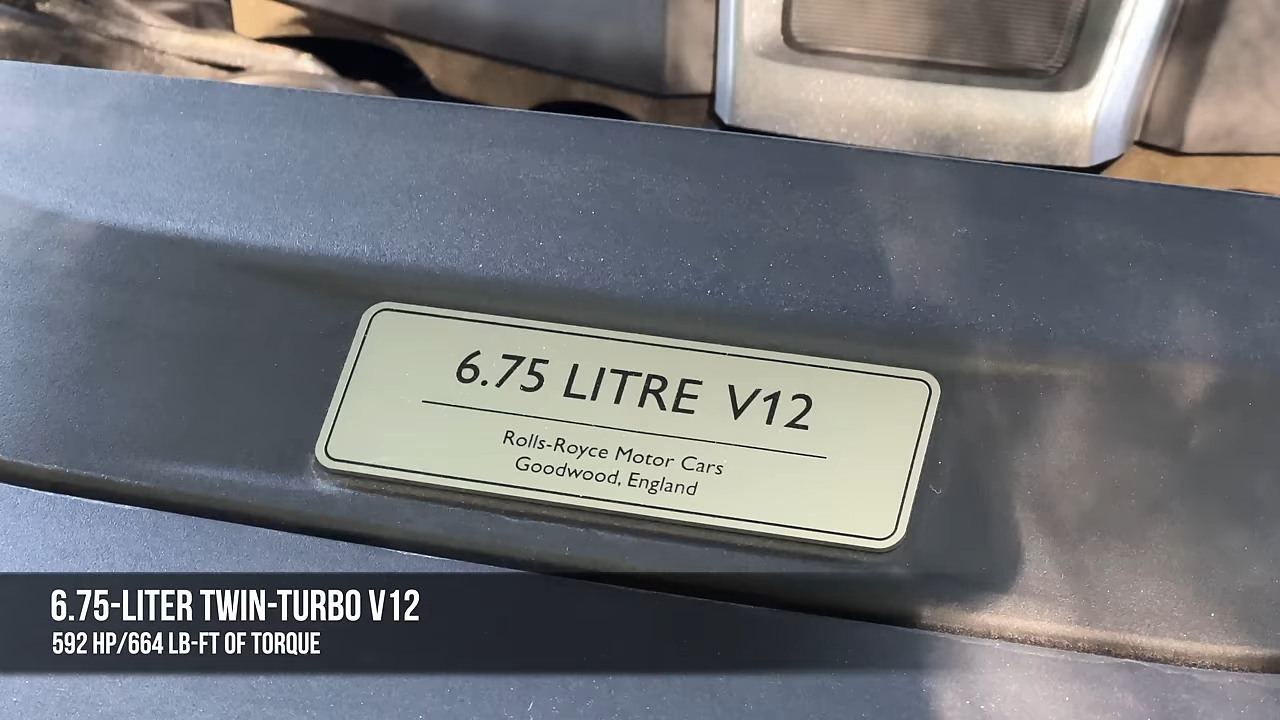 6.75 LITRE V12
Rolls-Royce Motor Cars
Goodwood, England
6.75-LITER TWIN-TURBO V12
592 HP/664 LB-FT OF TORQUE